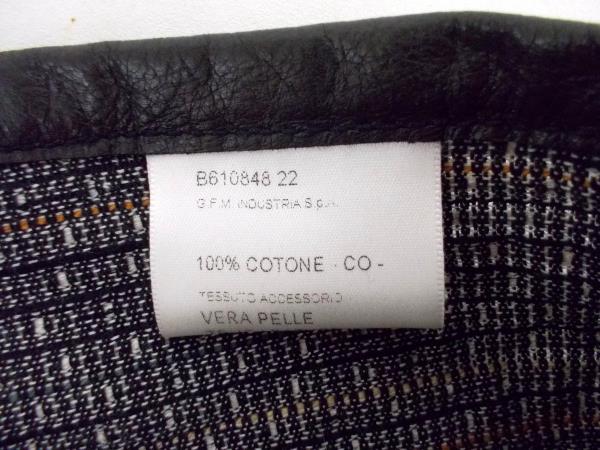 B610848 22
G.F.M. INDUSTRIA S.p.A.
100% COTONE - CO -
TESSUTO ACCESSORIO
VERA PELLE